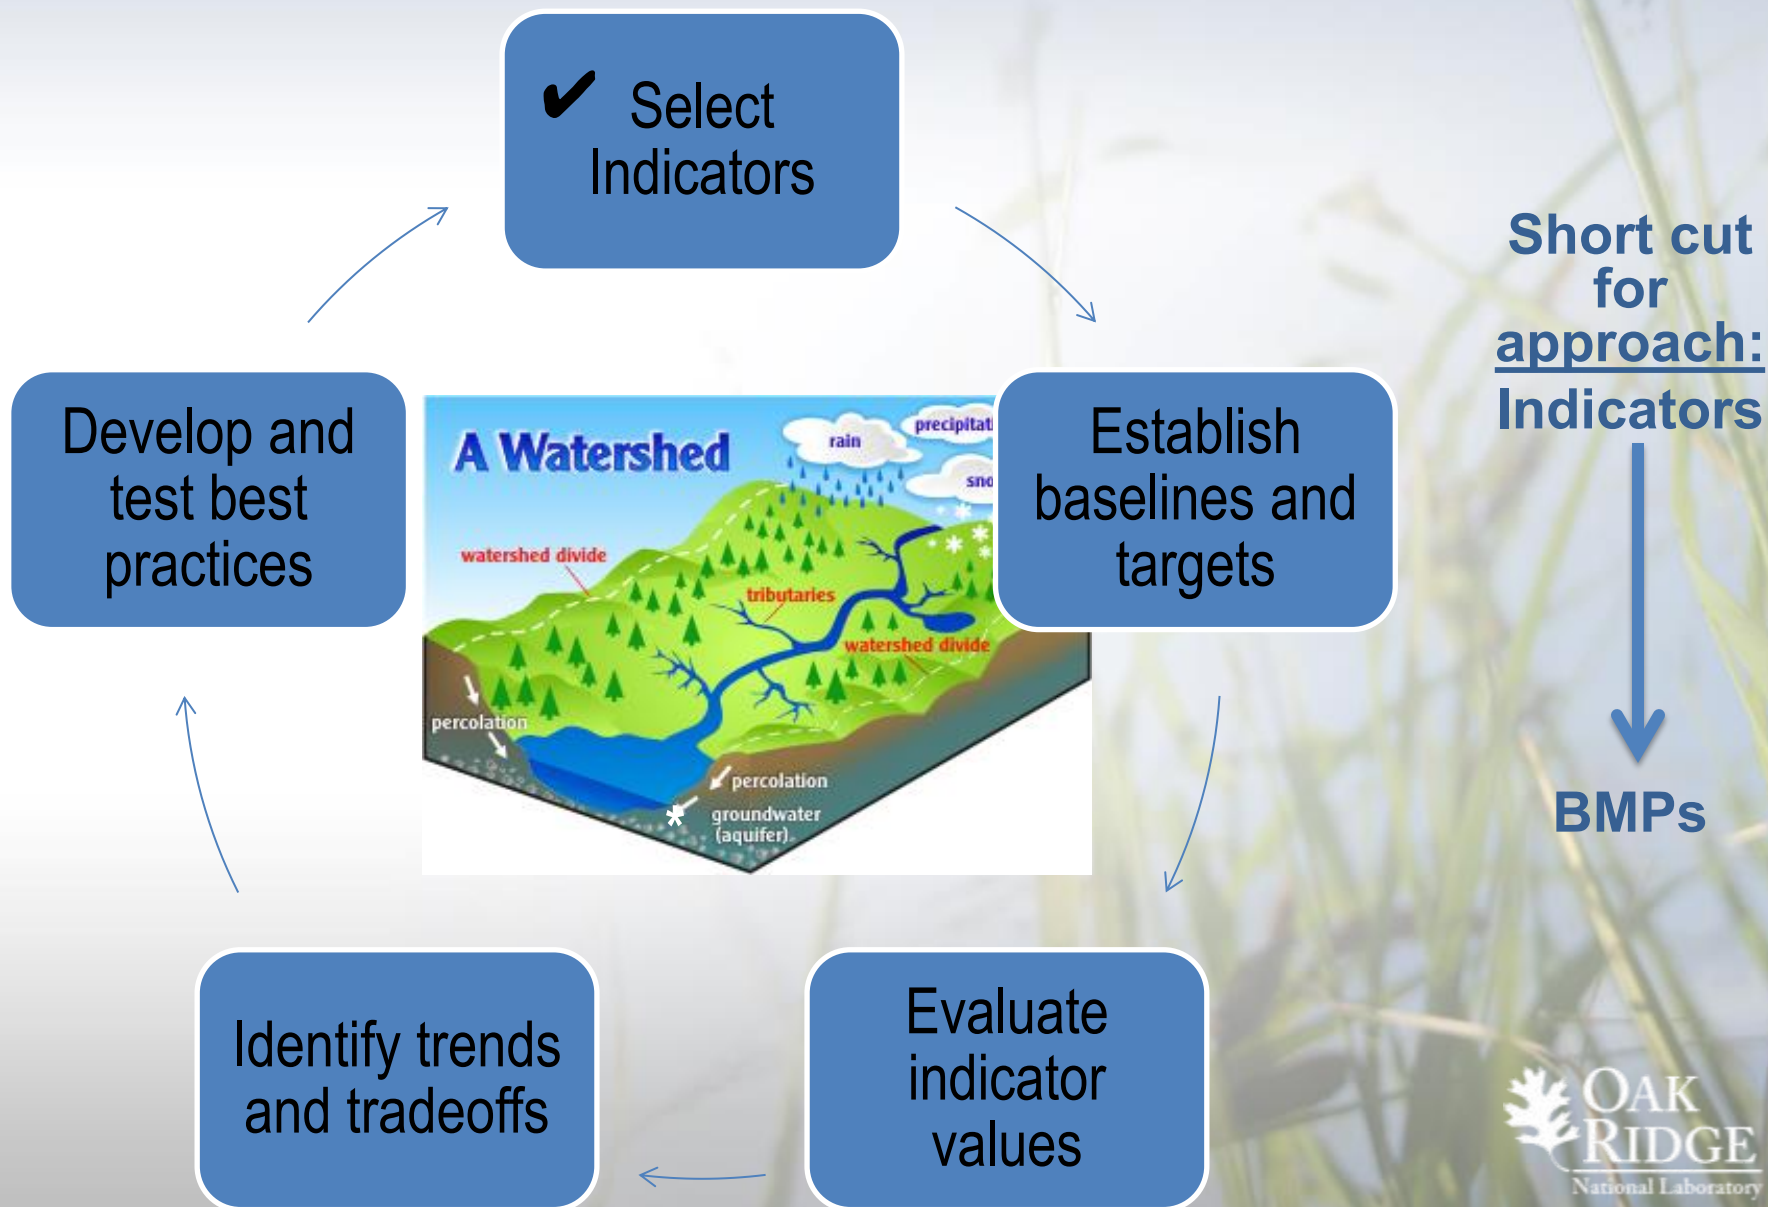 ✔ Select
Indicators
Establish
baselines and
targets
Evaluate
indicator
values
Identify trends
and tradeoffs
Develop and
test best
practices
A Watershed
rain
precipitati
sno
watershed divide
tributaries
watershed divide
percolation
percolation
*
groundwater
(aquifer)
Short cut
for
approach:
Indicators
BMPs
OAK
RIDGE
National Laboratory